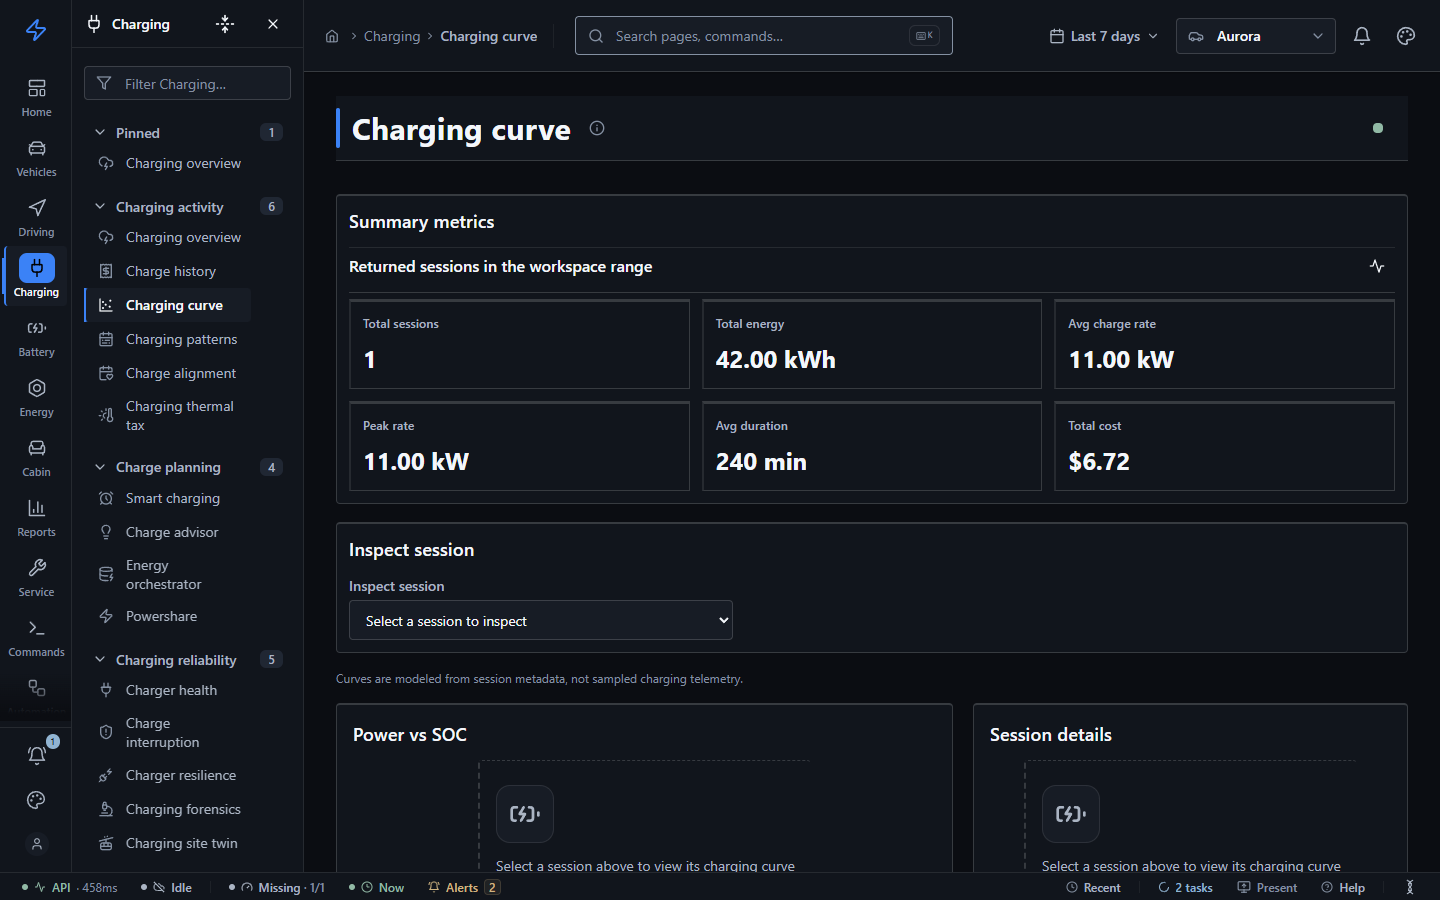 Charging
Charging
Charging curve
Search pages, commands...
K
Last 7 days
Aurora
Home
Vehicles
Driving
Charging
Battery
Energy
Cabin
Reports
Service
Commands
1
Filter Charging...
Pinned
1
Charging overview
Charging activity
6
Charging overview
Charge history
Charging curve
Charging patterns
Charge alignment
Charging thermal
tax
Charge planning
4
Smart charging
Charge advisor
Energy
orchestrator
Powershare
Charging reliability
5
Charger health
Charge
interruption
Charger resilience
Charging forensics
Charging site twin
Charging curve
Summary metrics
Returned sessions in the workspace range
Total sessions
1
Total energy
42.00 kWh
Avg charge rate
11.00 kW
Peak rate
11.00 kW
Avg duration
240 min
Total cost
$6.72
Inspect session
Inspect session
Select a session to inspect
Curves are modeled from session metadata, not sampled charging telemetry.
Power vs SOC
Select a session above to view its charging curve
Session details
Select a session above to view its charging curve
API · 458ms
Idle
Missing · 1/1
Now
Alerts 2
Recent
2 tasks
Present
Help